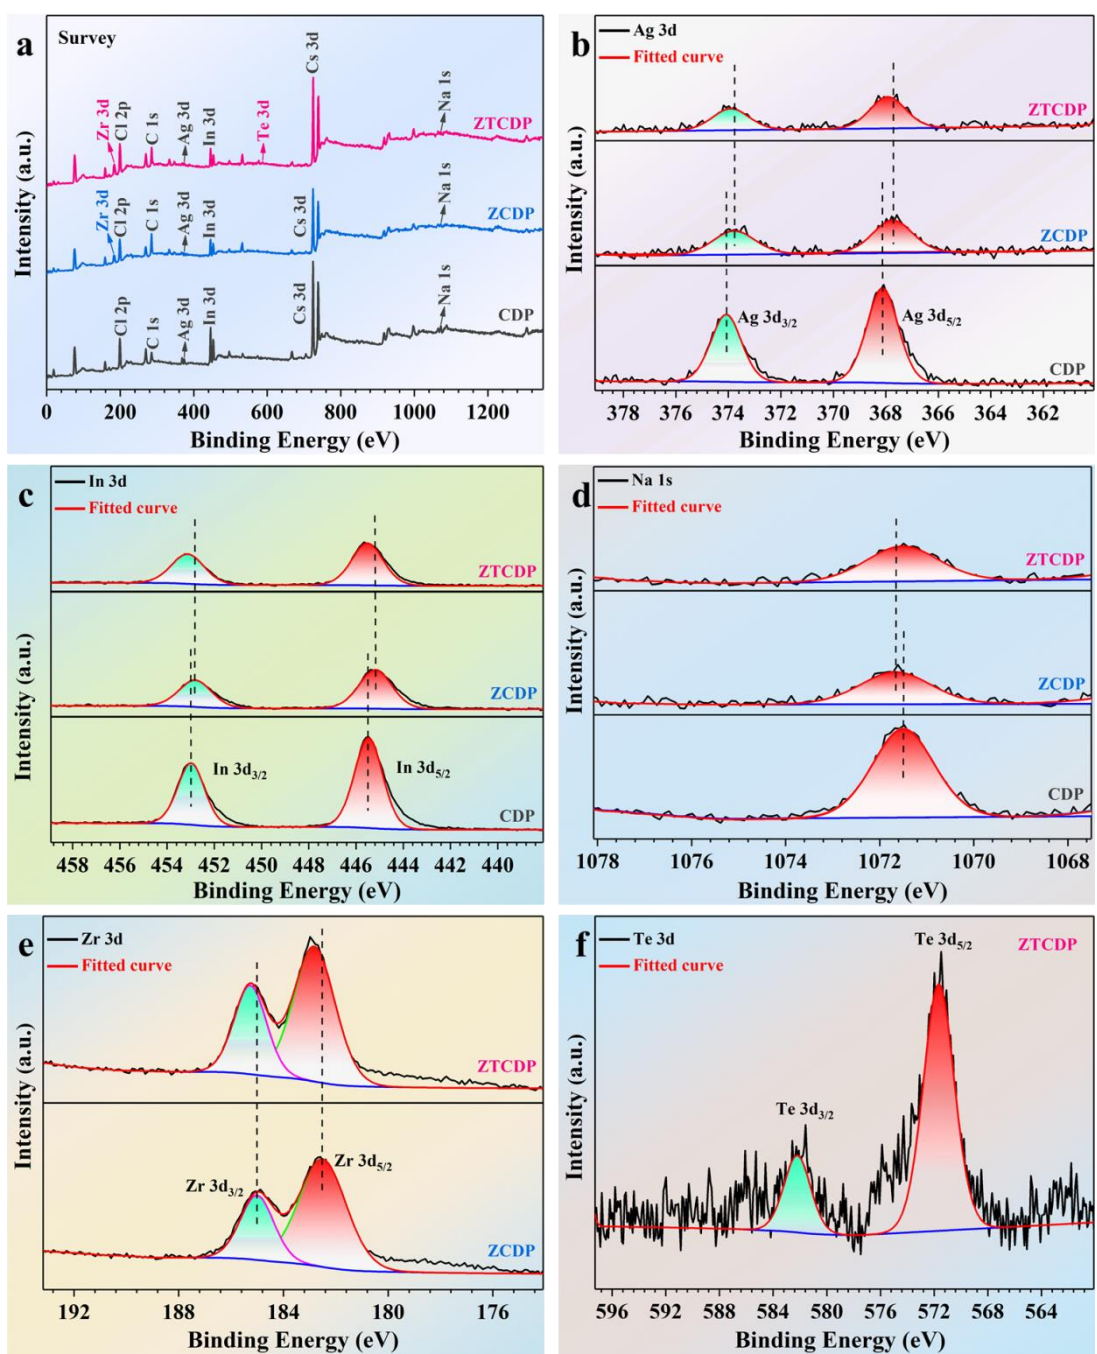 a
Survey
Zr 3d
Cl 2p
C 1s
Ag 3d
In 3d
Te 3d
Cs 3d
Na 1s
ZTCDP
Zr 3d
Cl 2p
C 1s
Ag 3d
In 3d
Cs 3d
Na 1s
ZCDP
Cl 2p
C 1s
Ag 3d
In 3d
Cs 3d
Na 1s
CDP
Intensity (a.u.)
0 200 400 600 800 1000 1200
Binding Energy (eV)
b
Ag 3d
Fitted curve
ZTCDP
ZCDP
Ag 3d3/2
Ag 3d5/2
CDP
Intensity (a.u.)
378 376 374 372 370 368 366 364 362
Binding Energy (eV)
c
In 3d
Fitted curve
ZTCDP
ZCDP
In 3d3/2
In 3d5/2
CDP
Intensity (a.u.)
458 456 454 452 450 448 446 444 442 440
Binding Energy (eV)
d
Na 1s
Fitted curve
ZTCDP
ZCDP
CDP
Intensity (a.u.)
1078 1076 1074 1072 1070 1068
Binding Energy (eV)
e
Zr 3d
Fitted curve
ZTCDP
Zr 3d3/2
Zr 3d5/2
ZCDP
Intensity (a.u.)
192 188 184 180 176
Binding Energy (eV)
f
Te 3d
Fitted curve
Te 3d5/2
ZTCDP
Te 3d3/2
Intensity (a.u.)
596 592 588 584 580 576 572 568 564
Binding Energy (eV)